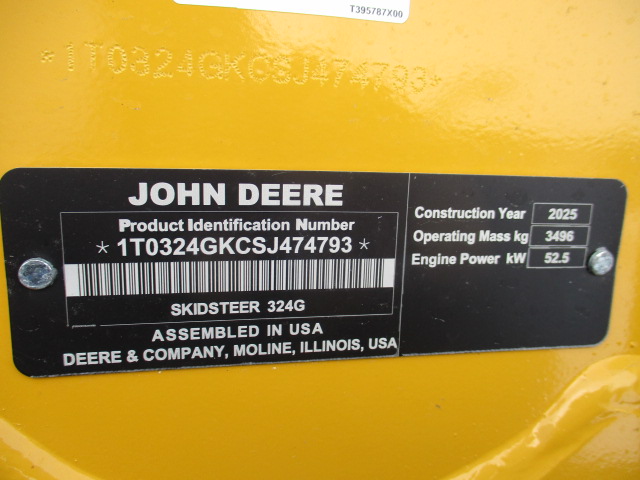 T395787X00
*1T0324GKCSJ474793*
JOHN DEERE
Product Identification Number
*1T0324GKCSJ474793*
SKIDSTEER 324G
ASSEMBLED IN USA
DEERE & COMPANY, MOLINE, ILLINOIS, USA
Construction Year 2025
Operating Mass kg 3496
Engine Power kW 52.5